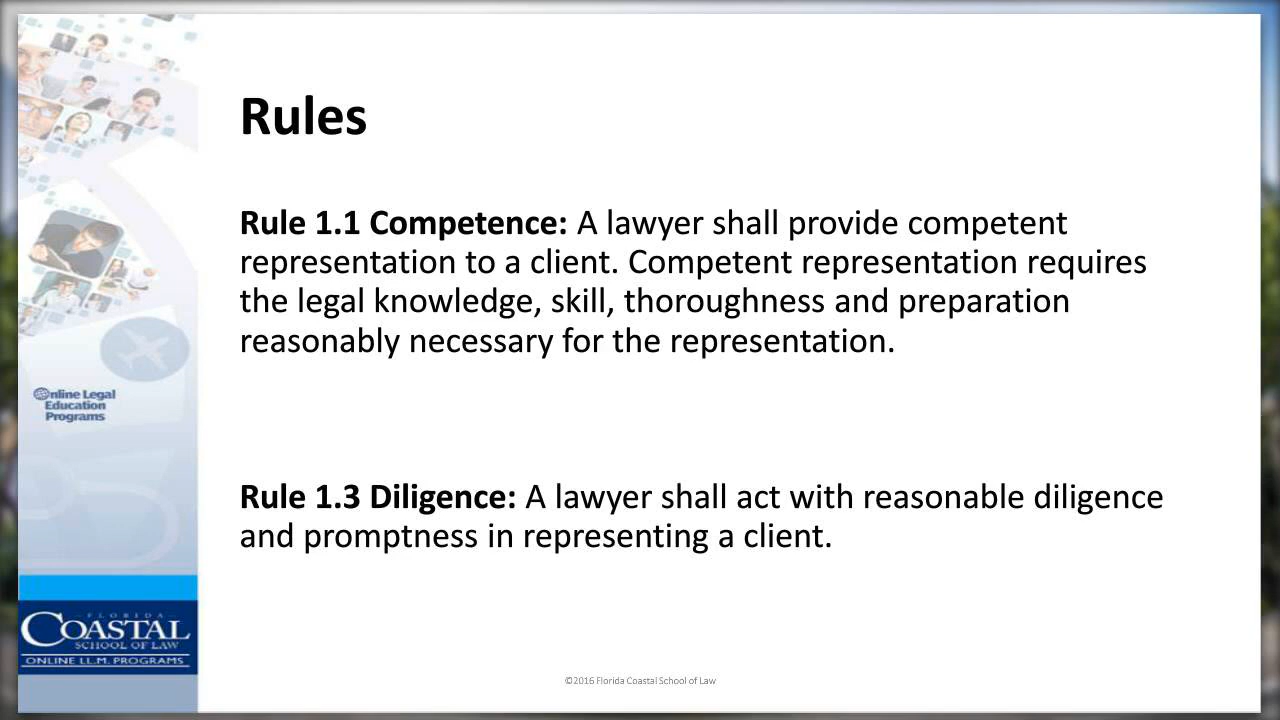 Rules
Rule 1.1 Competence: A lawyer shall provide competent
representation to a client. Competent representation requires
the legal knowledge, skill, thoroughness and preparation
reasonably necessary for the representation.
Rule 1.3 Diligence: A lawyer shall act with reasonable diligence
and promptness in representing a client.
nline Legal
Education
Programs
FLORIDA
COASTAL
SCHOOL OF LAW
ONLINE LL.M. PROGRAMS
©2016 Florida Coastal School of Law